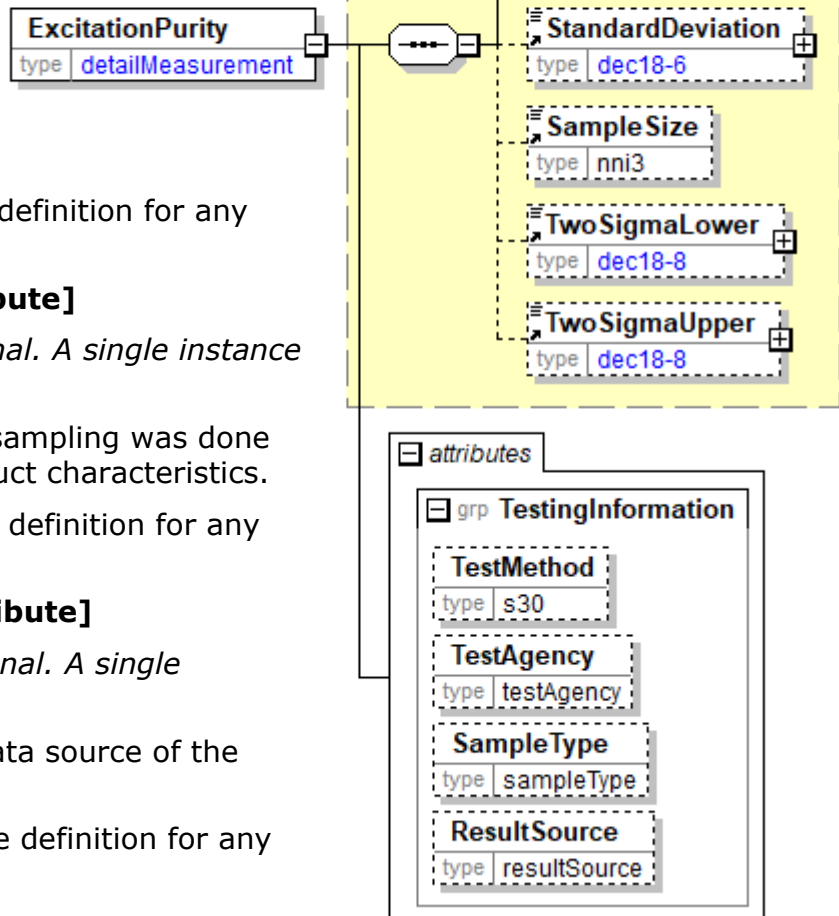 ExcitationPurity
type detailMeasurement
definition for any
bute]
nal. A single instance
sampling was done
uct characteristics.
definition for any
ibute]
nal. A single
ata source of the
e definition for any
StandardDeviation
type dec18-6
SampleSize
type nni3
TwoSigmaLower
type dec18-8
TwoSigmaUpper
type dec18-8
attributes
grp TestingInformation
TestMethod
type s30
TestAgency
type testAgency
SampleType
type sampleType
ResultSource
type resultSource